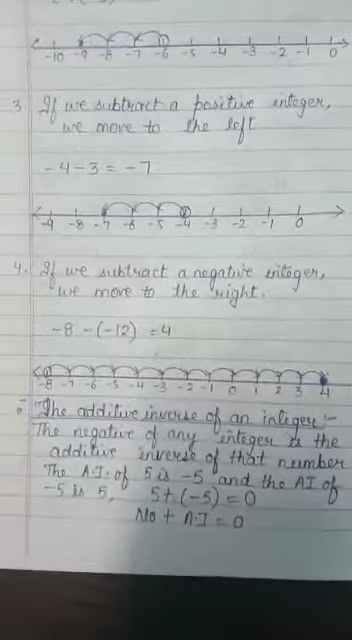 -10 -9 -8 -7 -6 -5 -4 -3 -2 -1 0
3. If we subtract a positive integer,
we move to the left
-4-3 = -7
-9 -8 -7 -6 -5 -4 -3 -2 -1 0
4. If we subtract a negative integer,
we move to the right.
-8 -(-12) = 4
-8 -7 -6 -5 -4 -3 -2 -1 0 1 2 3 4
The additive inverse of an integer:-
The negative of any integer is the
additive inverse of that number
The A.I. of 5 is -5 and the AI of
-5 is 5, 5+(-5) = 0
No + A.I = 0